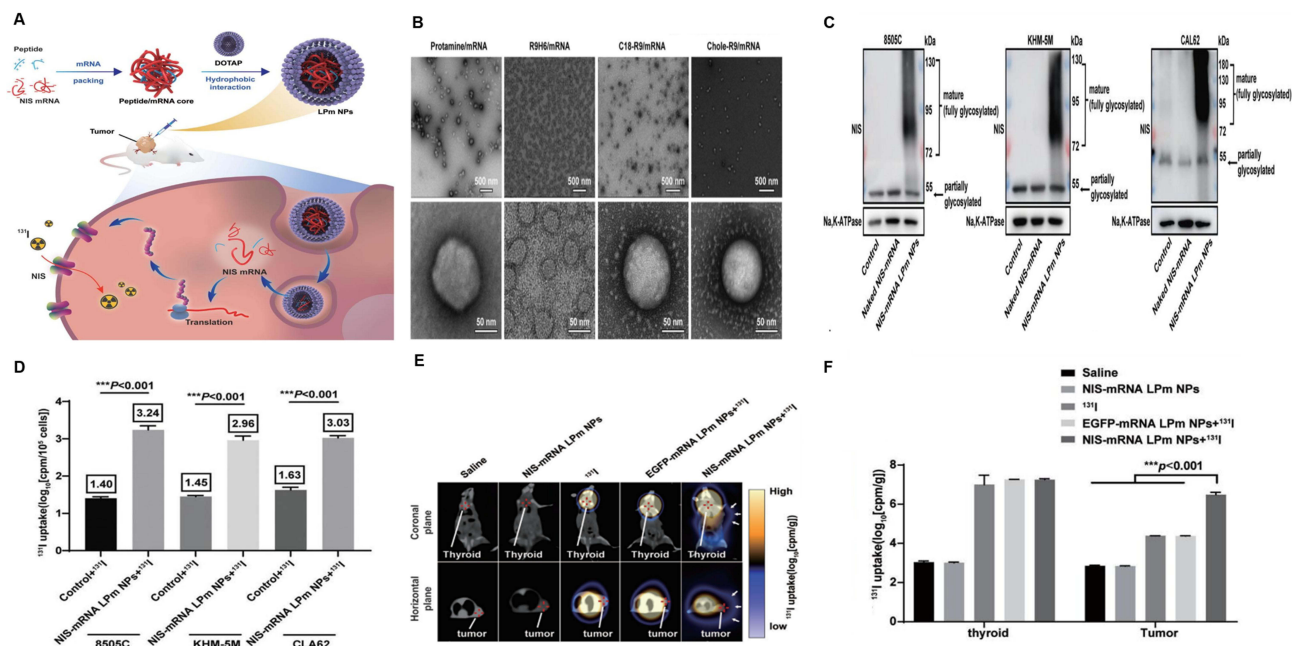 A
Peptide
NIS mRNA
mRNA
packing
Peptide/mRNA core
DOTAP
Hydrophobic
interaction
LPm NPs
Tumor
131I
NIS
NIS mRNA
Translation
B
Protamine/mRNA
R9H6/mRNA
C18-R9/mRNA
Chole-R9/mRNA
500 nm
500 nm
500 nm
500 nm
50 nm
50 nm
50 nm
50 nm
C
8505C
kDa
130
95
72
55
mature
(fully glycosylated)
partially
glycosylated
NIS
Na,K-ATPase
Control
Naked NIS-mRNA
NIS-mRNA LPm NPs
KHM-5M
kDa
130
95
72
55
mature
(fully glycosylated)
partially
glycosylated
NIS
Na,K-ATPase
Control
Naked NIS-mRNA
NIS-mRNA LPm NPs
CAL62
kDa
180
130
95
72
55
mature
(fully glycosylated)
partially
glycosylated
NIS
Na,K-ATPase
Control
Naked NIS-mRNA
NIS-mRNA LPm NPs
D
131I uptake(log10[cpm/10⁵ cells])
4
3
2
1
0
***P<0.001
***P<0.001
***P<0.001
1.40
3.24
1.45
2.96
1.63
3.03
Control+131I
NIS-mRNA LPm NPs+131I
Control+131I
NIS-mRNA LPm NPs+131I
Control+131I
NIS-mRNA LPm NPs+131I
8505C
KHM-5M
CLA62
E
Saline
NIS-mRNA LPm NPs
131I
EGFP-mRNA LPm NPs+131I
NIS-mRNA LPm NPs+131I
Coronal
plane
Thyroid
Thyroid
Thyroid
Thyroid
Thyroid
Horizontal
plane
tumor
tumor
tumor
tumor
tumor
High
low
131I uptake(log10[cpm/g])
F
Saline
NIS-mRNA LPm NPs
131I
EGFP-mRNA LPm NPs+131I
NIS-mRNA LPm NPs+131I
***p<0.001
131I uptake(log10[cpm/g])
9
6
3
0
thyroid
Tumor